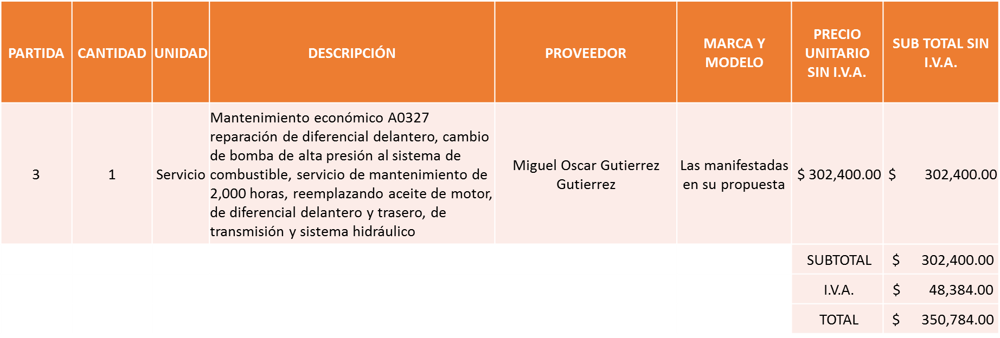 PARTIDA
CANTIDAD
UNIDAD
DESCRIPCIÓN
PROVEEDOR
MARCA Y
MODELO
PRECIO
UNITARIO
SIN I.V.A.
SUB TOTAL SIN
I.V.A.
3
1
Servicio
Mantenimiento económico A0327
reparación de diferencial delantero, cambio
de bomba de alta presión al sistema de
combustible, servicio de mantenimiento de
2,000 horas, reemplazando aceite de motor,
de diferencial delantero y trasero, de
transmisión y sistema hidráulico
Miguel Oscar Gutierrez
Gutierrez
Las manifestadas
en su propuesta
$ 302,400.00
$ 302,400.00
SUBTOTAL $ 302,400.00
I.V.A. $ 48,384.00
TOTAL $ 350,784.00